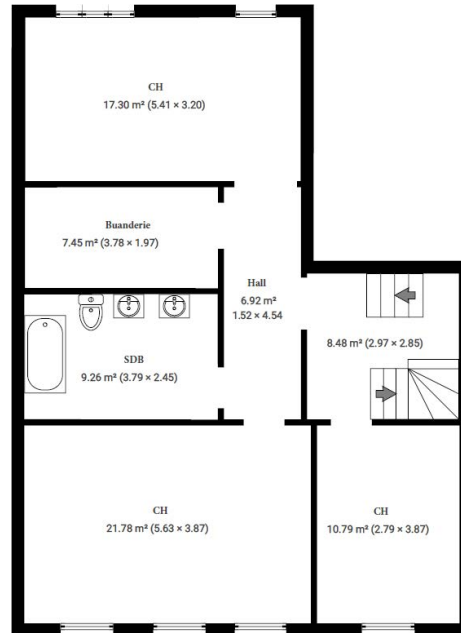 CH
17.30 m² (5.41 × 3.20)
Buanderie
7.45 m² (3.78 × 1.97)
Hall
6.92 m²
1.52 × 4.54
8.48 m² (2.97 × 2.85)
SDB
9.26 m² (3.79 × 2.45)
CH
21.78 m² (5.63 × 3.87)
CH
10.79 m² (2.79 × 3.87)